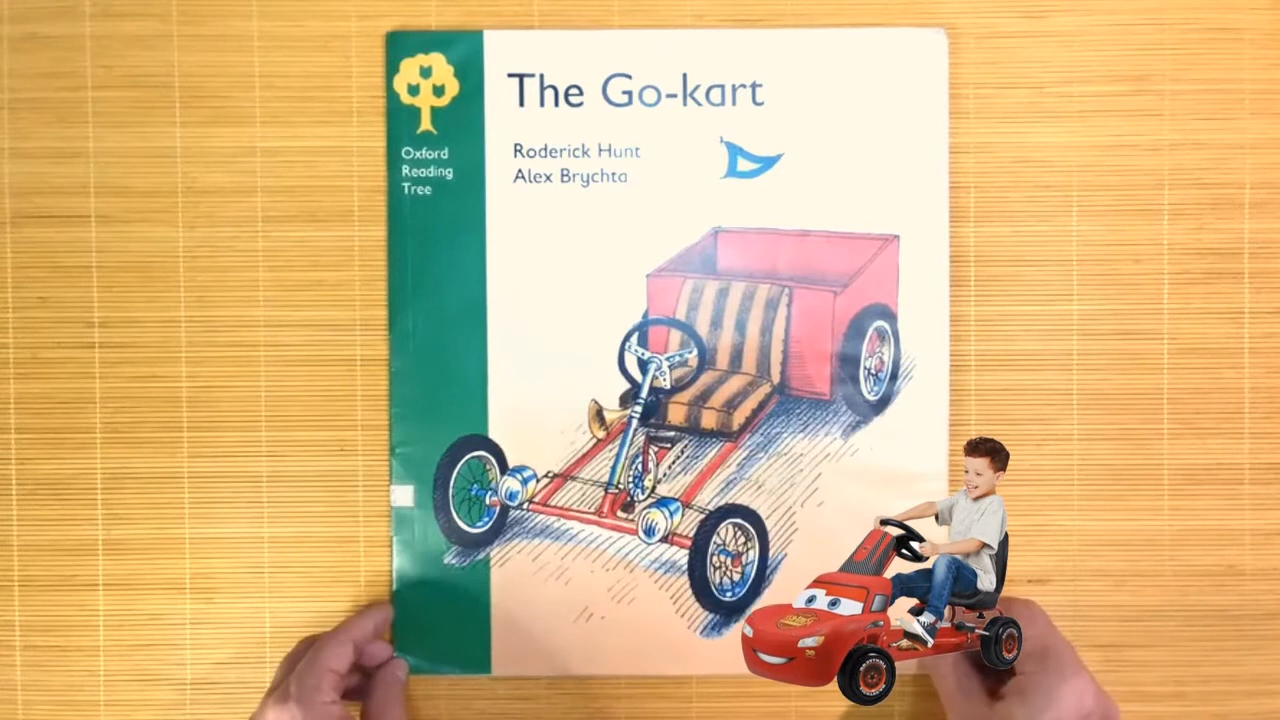 The Go-kart
Roderick Hunt
Alex Brychta
Oxford
Reading
Tree